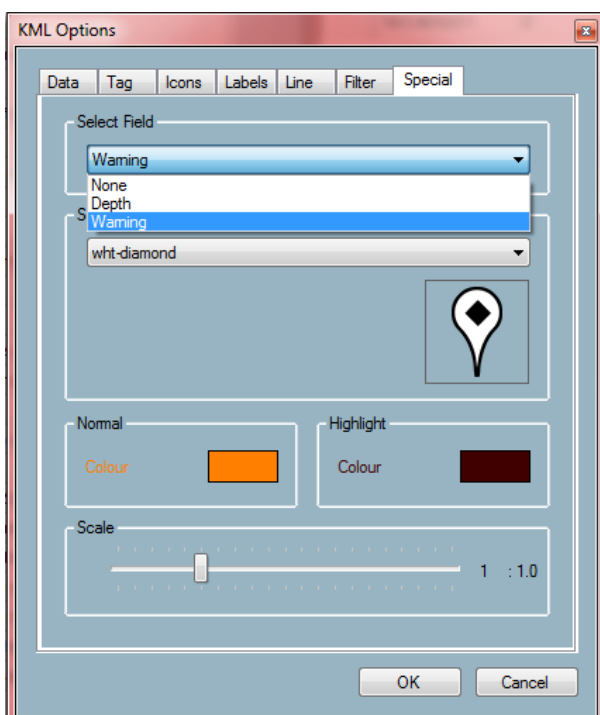 KML Options
Data Tag Icons Labels Line Filter Special
Select Field
Warning
None
Depth
Warning
S
wht-diamond
Normal
Highlight
Colour
Colour
Scale
1 : 1.0
OK Cancel